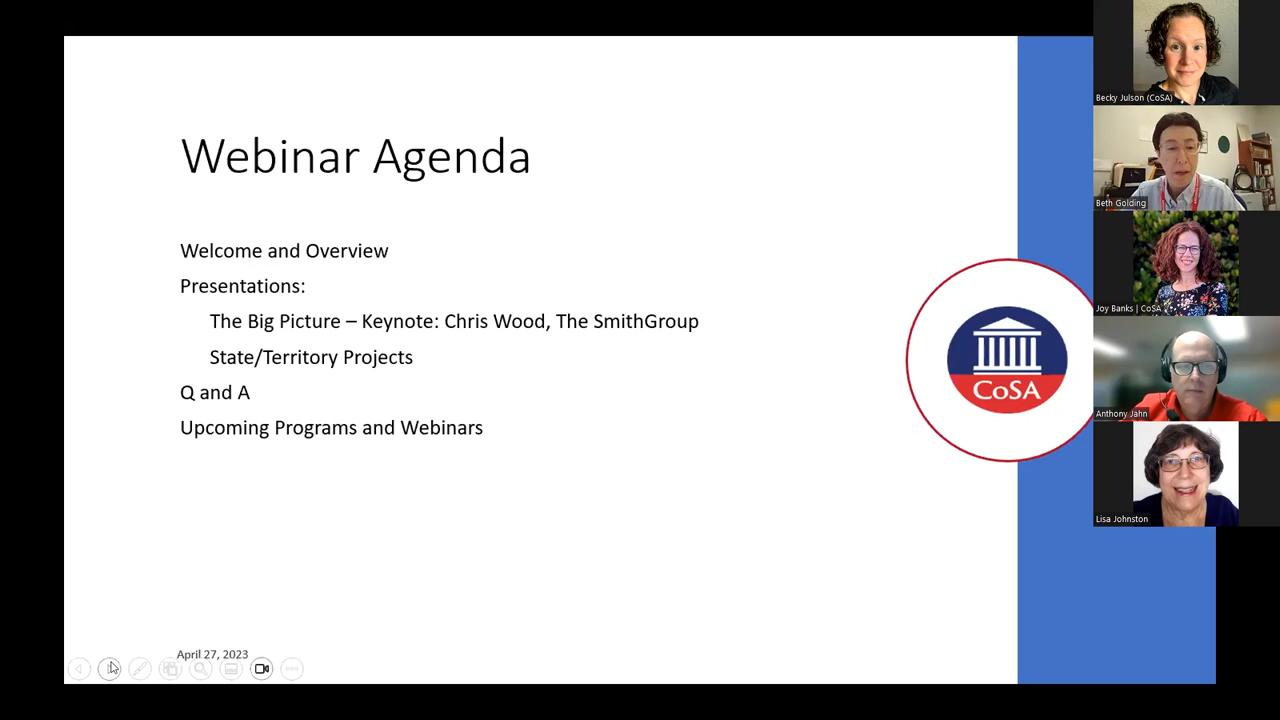 Webinar Agenda
Welcome and Overview
Presentations:
The Big Picture – Keynote: Chris Wood, The SmithGroup
State/Territory Projects
Q and A
Upcoming Programs and Webinars
April 27, 2023
CoSA
Becky Julson (CoSA)
Beth Golding
Joy Banks | CoSA
Anthony Jahn
Lisa Johnston